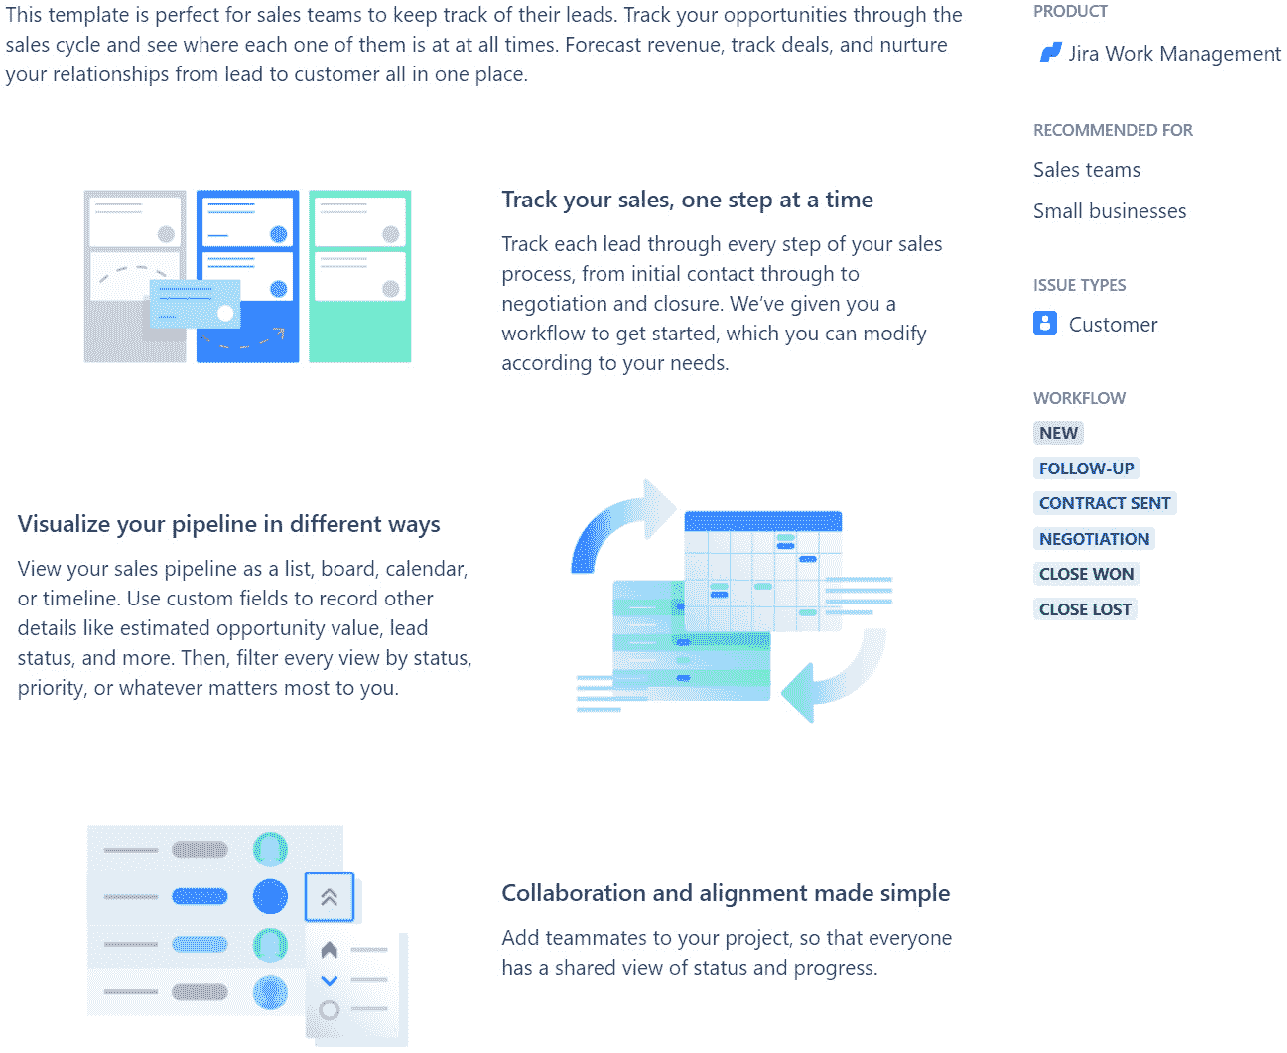 This template is perfect for sales teams to keep track of their leads. Track your opportunities through the
sales cycle and see where each one of them is at at all times. Forecast revenue, track deals, and nurture
your relationships from lead to customer all in one place.
Track your sales, one step at a time
Track each lead through every step of your sales
process, from initial contact through to
negotiation and closure. We've given you a
workflow to get started, which you can modify
according to your needs.
Visualize your pipeline in different ways
View your sales pipeline as a list, board, calendar,
or timeline. Use custom fields to record other
details like estimated opportunity value, lead
status, and more. Then, filter every view by status,
priority, or whatever matters most to you.
Collaboration and alignment made simple
Add teammates to your project, so that everyone
has a shared view of status and progress.
PRODUCT
Jira Work Management
RECOMMENDED FOR
Sales teams
Small businesses
ISSUE TYPES
Customer
WORKFLOW
NEW
FOLLOW-UP
CONTRACT SENT
NEGOTIATION
CLOSE WON
CLOSE LOST